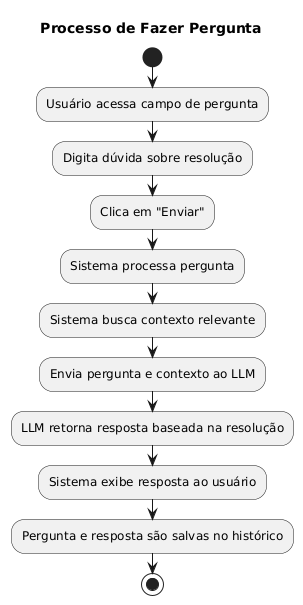 Processo de Fazer Pergunta
Usuário acessa campo de pergunta
Digita dúvida sobre resolução
Clica em "Enviar"
Sistema processa pergunta
Sistema busca contexto relevante
Envia pergunta e contexto ao LLM
LLM retorna resposta baseada na resolução
Sistema exibe resposta ao usuário
Pergunta e resposta são salvas no histórico